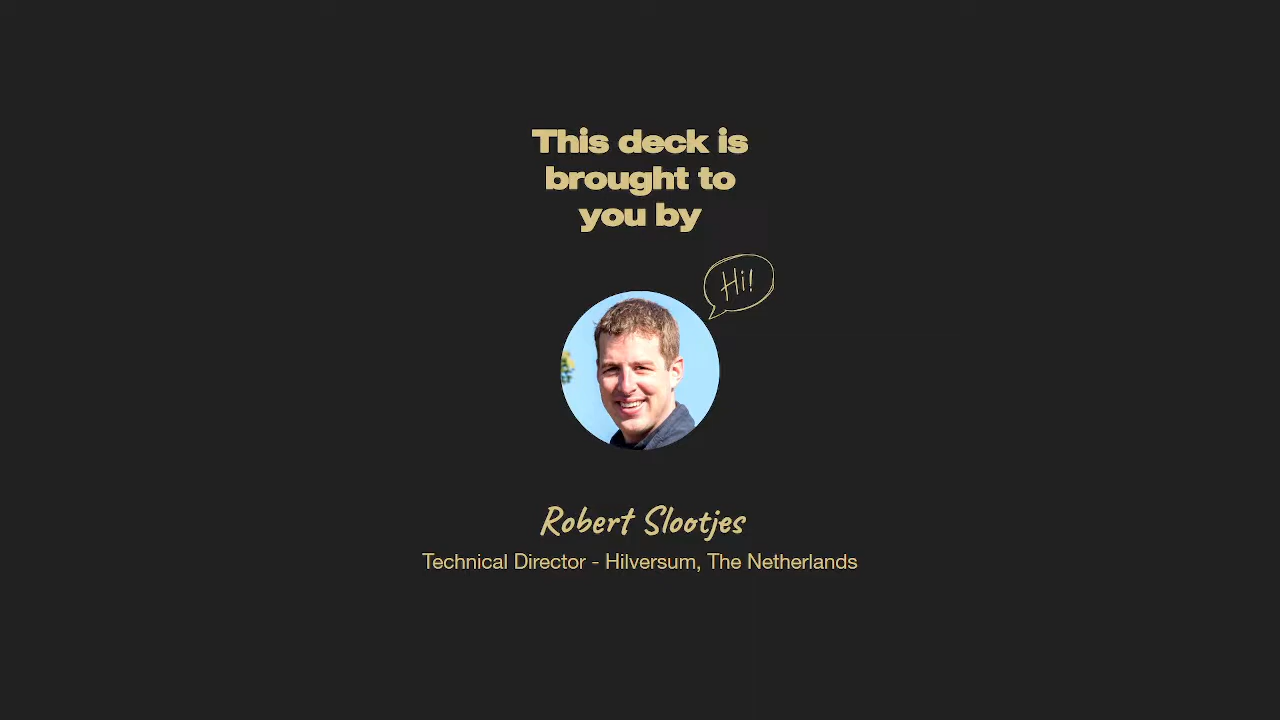 This deck is
brought to
you by
Hi!
Robert Slootjes
Technical Director - Hilversum, The Netherlands